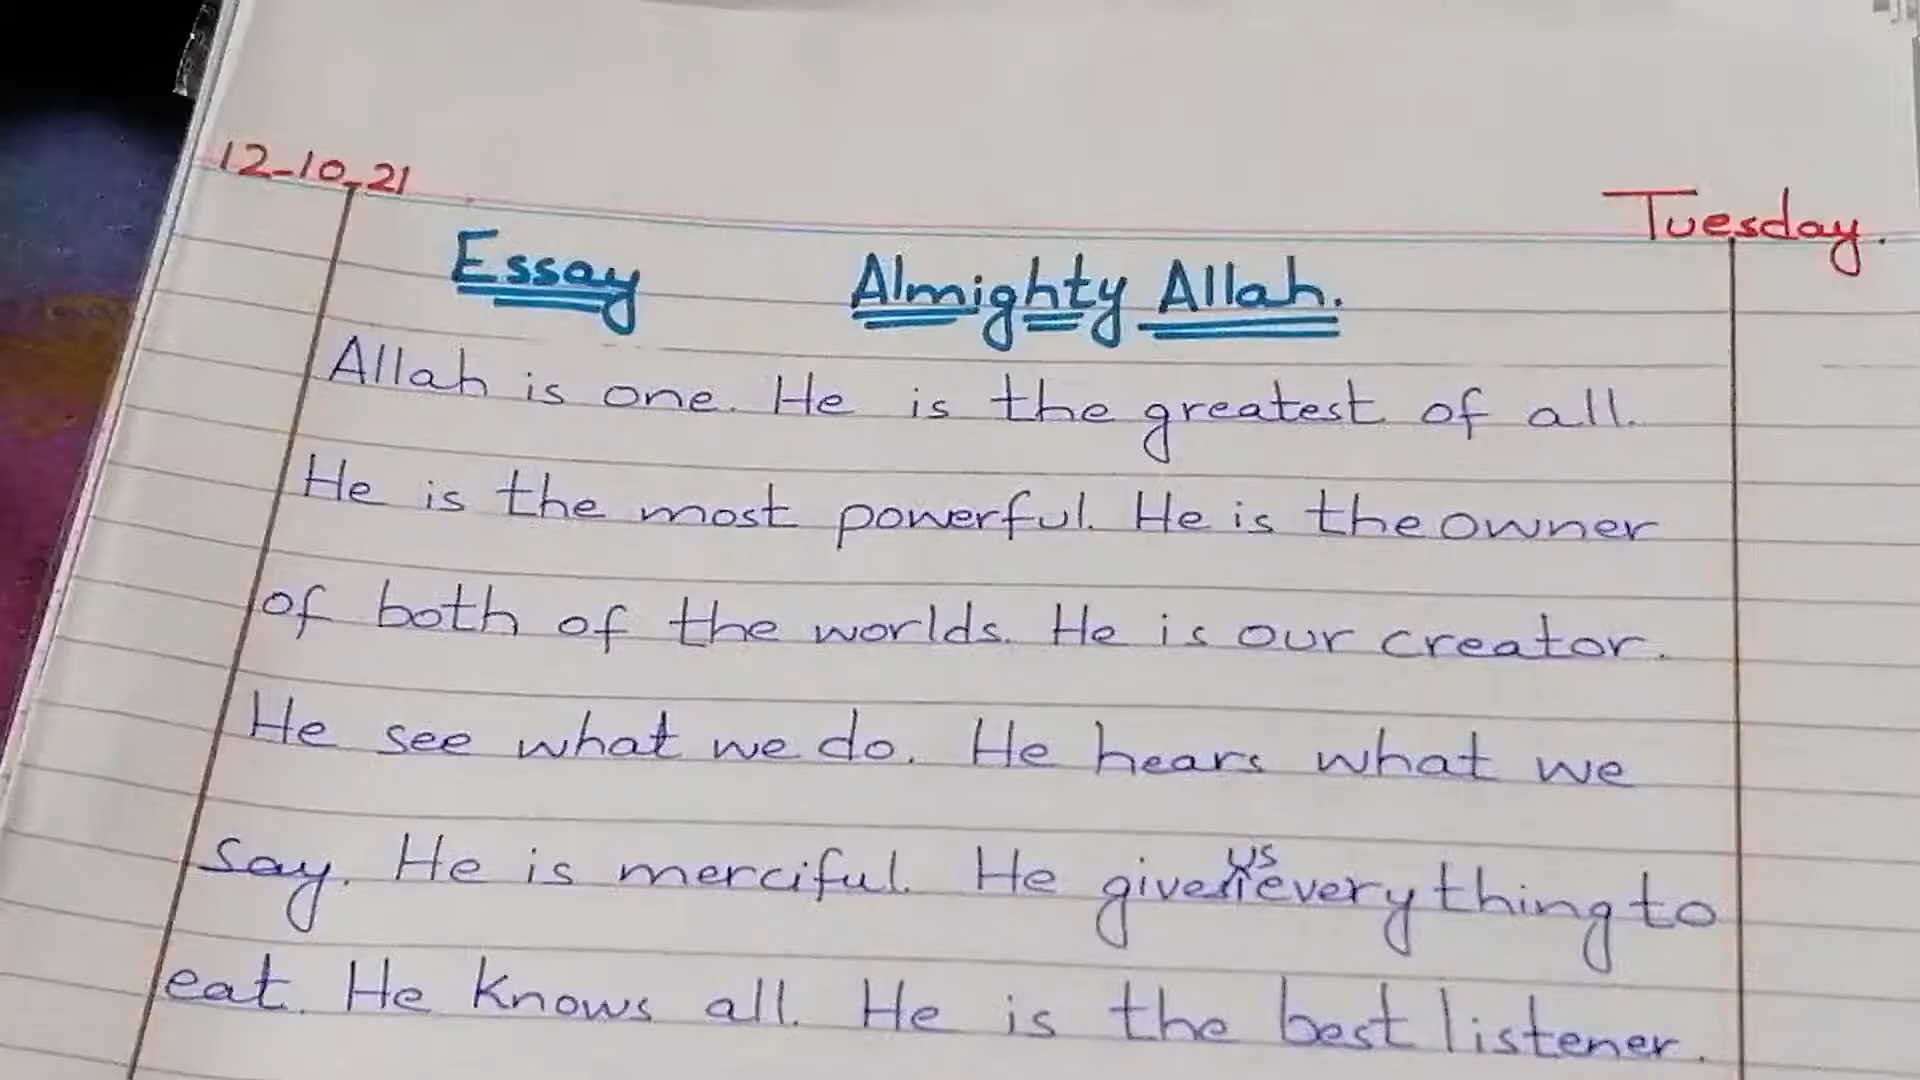 12-10-21
Tuesday.
Essay Almighty Allah.
Allah is one. He is the greatest of all.
He is the most powerful. He is the owner
of both of the worlds. He is our creator.
He see what we do. He hears what we
say. He is merciful. He gives us everything to
eat. He knows all. He is the best listener.